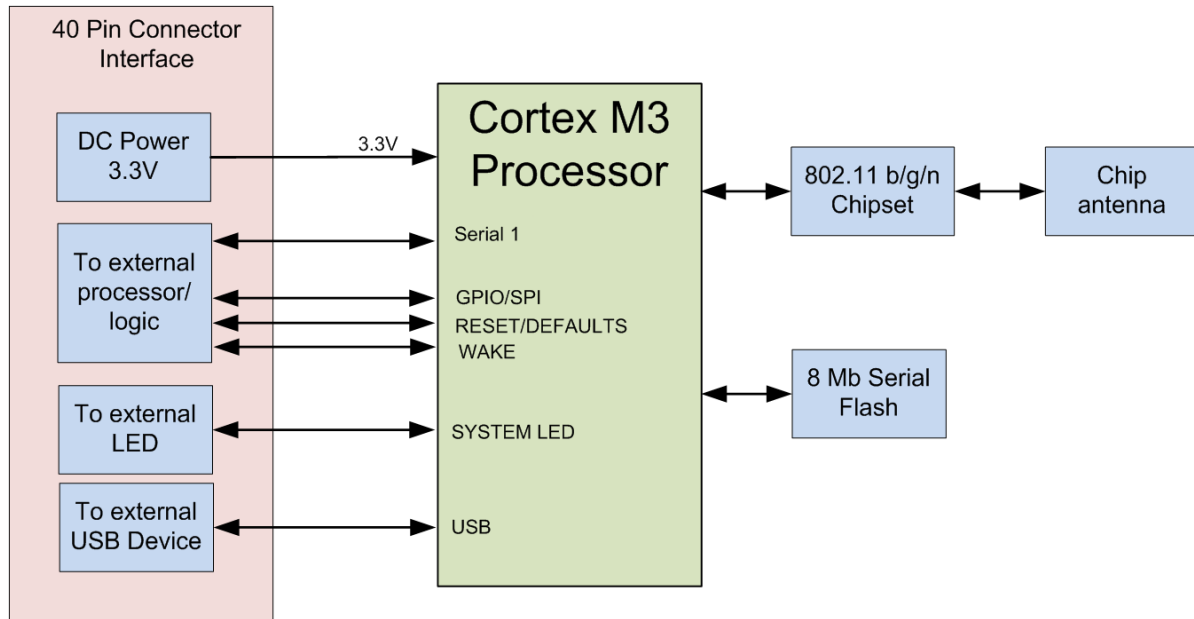 40 Pin Connector
Interface
DC Power
3.3V
To external
processor/
logic
To external
LED
To external
USB Device
3.3V
Cortex M3
Processor
Serial 1
GPIO/SPI
RESET/DEFAULTS
WAKE
SYSTEM LED
USB
802.11 b/g/n
Chipset
Chip
antenna
8 Mb Serial
Flash